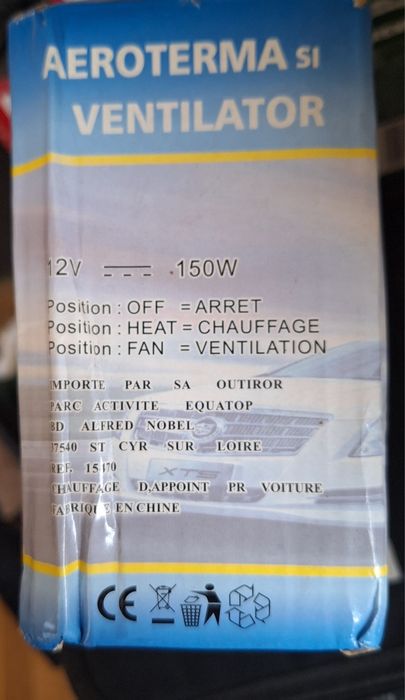 AEROTERMA SI
VENTILATOR
12V 150W
Position : OFF = ARRET
Position : HEAT = CHAUFFAGE
Position : FAN = VENTILATION
IMPORTE PAR SA OUTIROR
PARC ACTIVITE EQUATOP
BD ALFRED NOBEL
37540 ST CYR SUR LOIRE
REF. 15470
CHAUFFAGE D,APPOINT PR VOITURE
FABRIQUE EN CHINE
XTS
CE